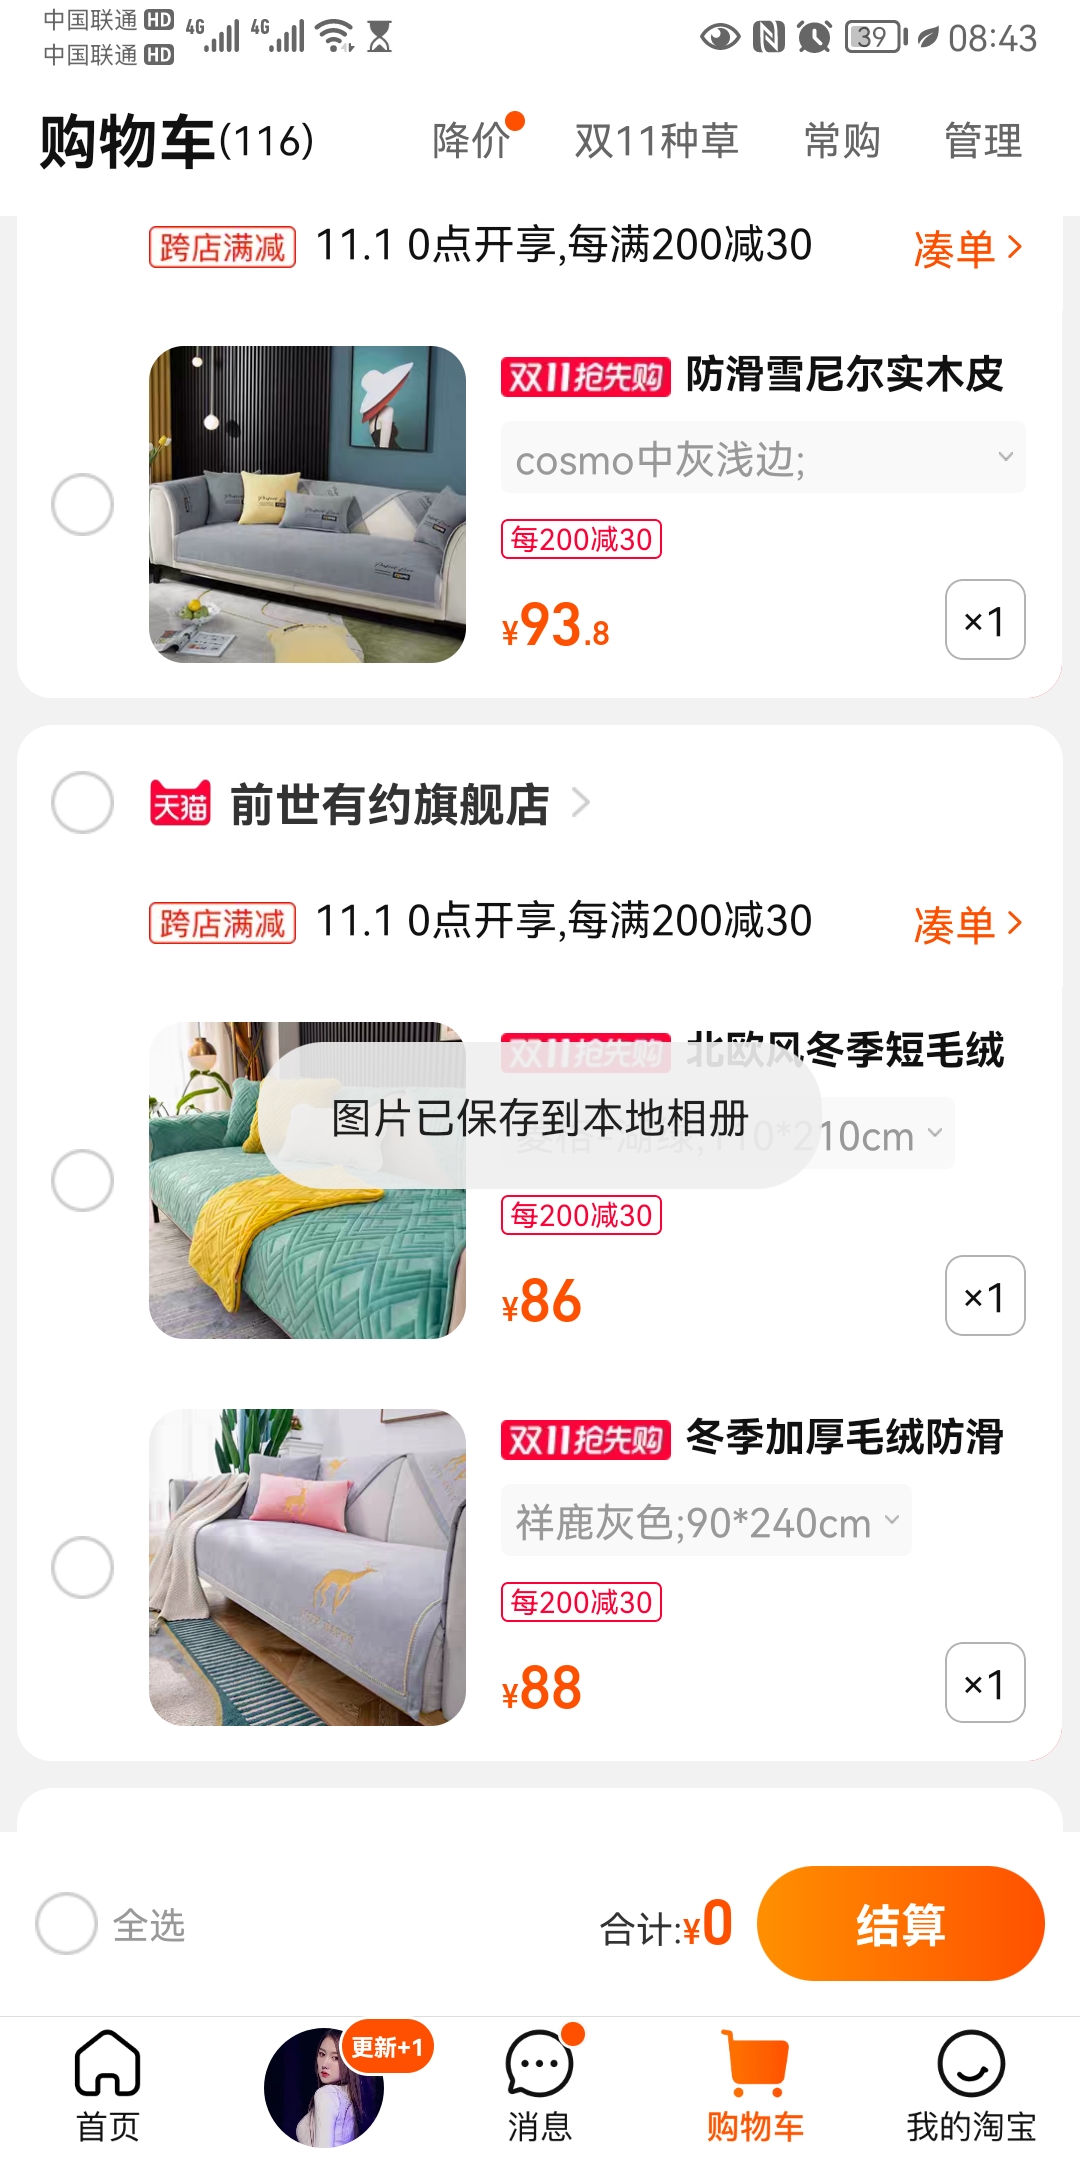 中国联通 HD 4G 4G 39 08:43
中国联通 HD
购物车(116) 降价 双11种草 常购 管理
跨店满减 11.1 0点开享,每满200减30 凑单
双11抢先购 防滑雪尼尔实木皮
cosmo中灰浅边;
每200减30
¥93.8 ×1
天猫 前世有约旗舰店
跨店满减 11.1 0点开享,每满200减30 凑单
双11抢先购 北欧风冬季短毛绒
图片已保存到本地相册
菱格-湖绿;110*210cm
每200减30
¥86 ×1
双11抢先购 冬季加厚毛绒防滑
祥鹿灰色;90*240cm
每200减30
¥88 ×1
全选 合计:¥0 结算
更新+1
首页 消息 购物车 我的淘宝